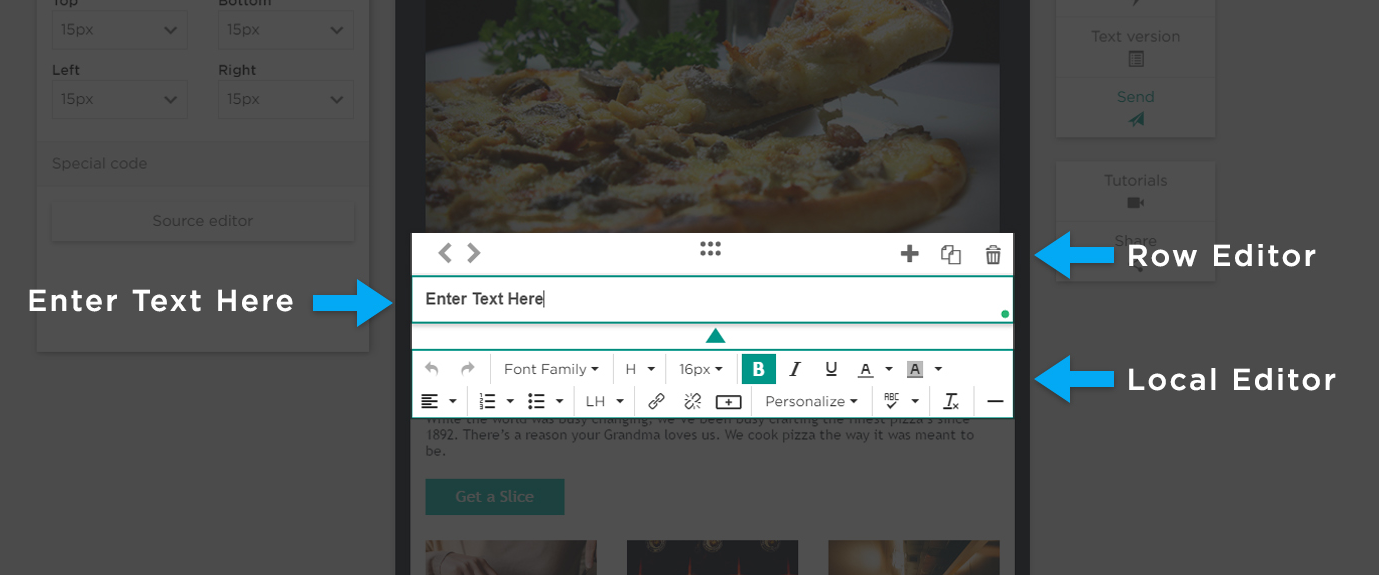 Top Bottom
15px 15px
Left Right
15px 15px
Special code
Source editor
Text version
Send
Tutorials
Share
Row Editor
Enter Text Here
Enter Text Here
Local Editor
Font Family H 16px B I U A A
LH Personalize ABC Tx
While the world was busy changing, we've been busy crafting the finest pizza's since
1892. There's a reason your Grandma loves us. We cook pizza the way it was meant to
be.
Get a Slice